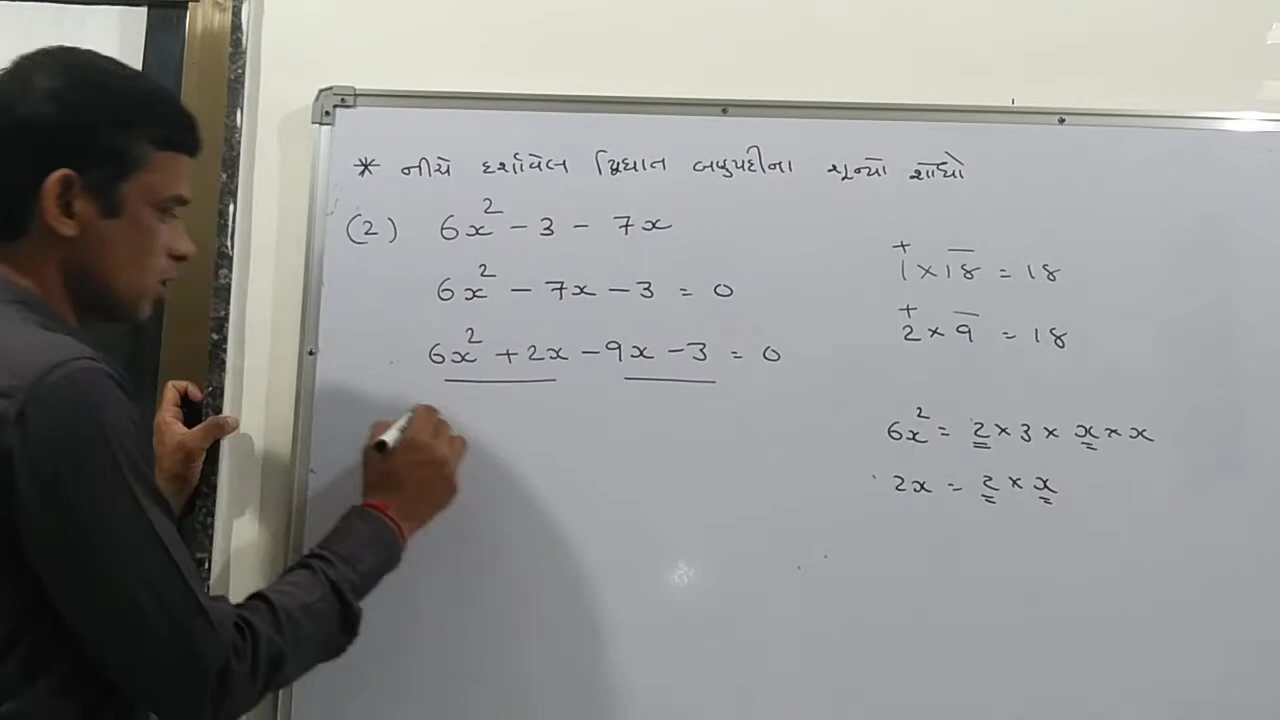 * નીચે દર્શાવેલ દ્વિઘાત બહુપદીના શૂન્યો શોધો
(2) 6x² - 3 - 7x
6x² - 7x - 3 = 0
6x² + 2x - 9x - 3 = 0
+ —
1 × 18 = 18
+ —
2 × 9 = 18
6x² = 2 × 3 × x × x
2x = 2 × x